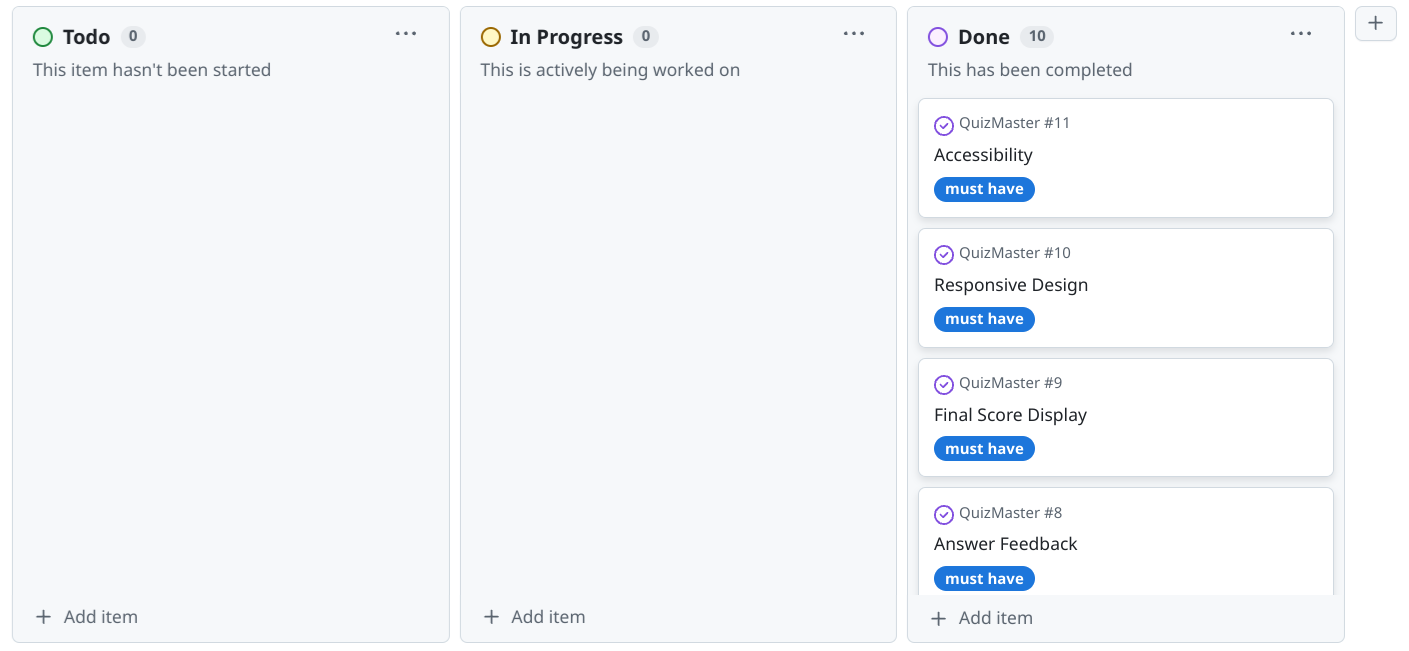 Todo 0
This item hasn't been started
Add item
In Progress 0
This is actively being worked on
Add item
Done 10
This has been completed
QuizMaster #11
Accessibility
must have
QuizMaster #10
Responsive Design
must have
QuizMaster #9
Final Score Display
must have
QuizMaster #8
Answer Feedback
must have
Add item